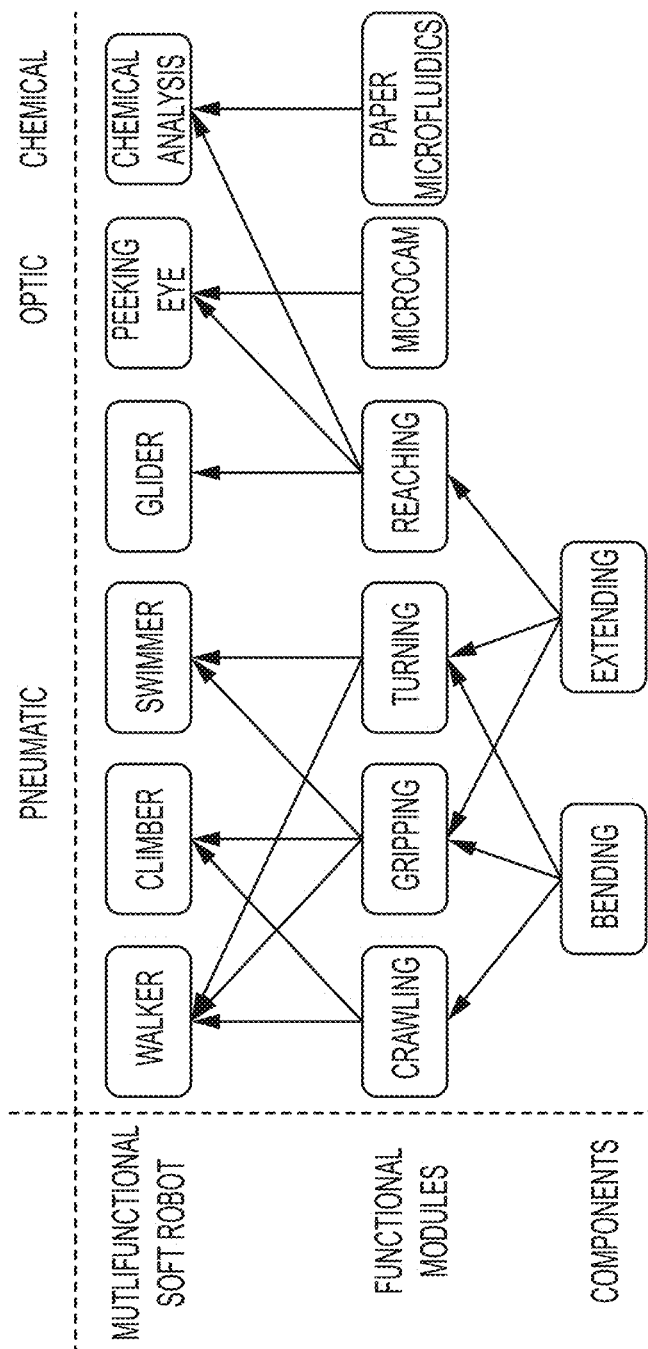 PNEUMATIC
OPTIC
CHEMICAL
MUTLIFUNCTIONAL
SOFT ROBOT
WALKER
CLIMBER
SWIMMER
GLIDER
PEEKING
EYE
CHEMICAL
ANALYSIS
FUNCTIONAL
MODULES
CRAWLING
GRIPPING
TURNING
REACHING
MICROCAM
PAPER
MICROFLUIDICS
COMPONENTS
BENDING
EXTENDING